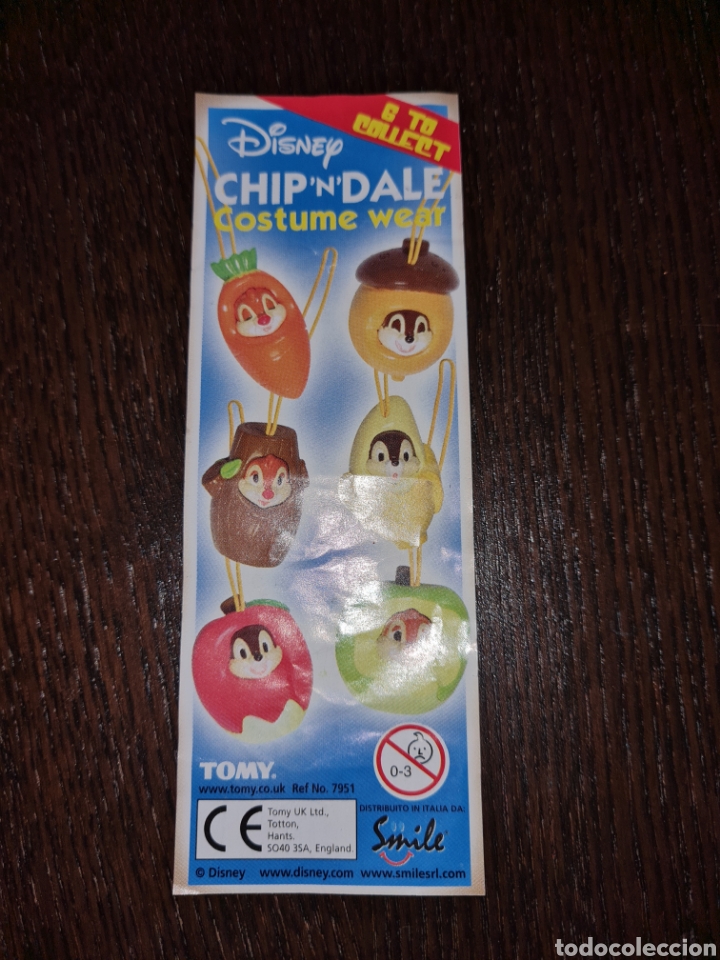 6 TO
COLLECT
Disney
CHIP 'N' DALE
Costume wear
TOMY®
www.tomy.co.uk Ref No. 7951
0-3
CE
Tomy UK Ltd.,
Totton,
Hants.
SO40 3SA, England.
DISTRIBUITO IN ITALIA DA:
Smile
© Disney www.disney.com www.smilesrl.com
todocoleccion